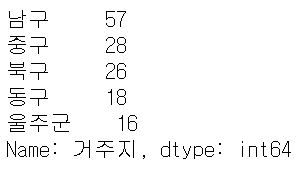 남구 57
중구 28
북구 26
동구 18
울주군 16
Name: 거주지, dtype: int64